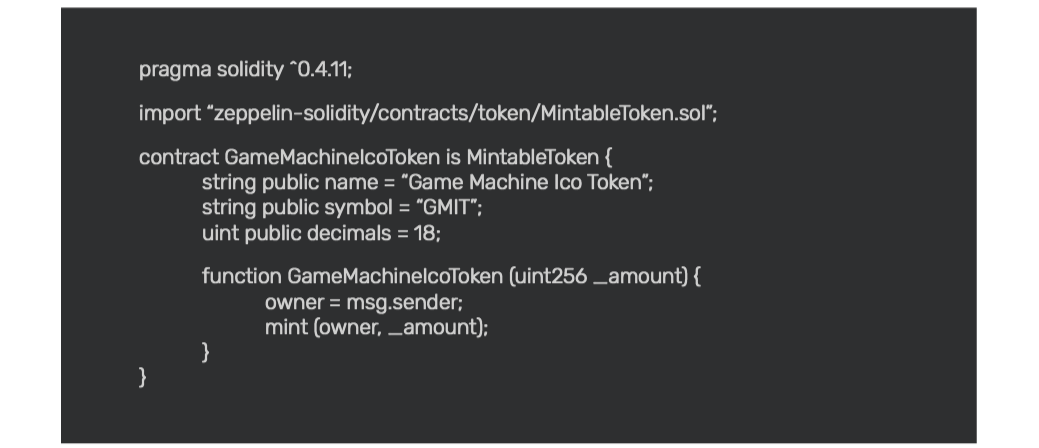 pragma solidity ^0.4.11;
import “zeppelin-solidity/contracts/token/MintableToken.sol”;
contract GameMachineIcoToken is MintableToken {
string public name = “Game Machine Ico Token”;
string public symbol = “GMIT”;
uint public decimals = 18;
function GameMachineIcoToken (uint256 _amount) {
owner = msg.sender;
mint (owner, _amount);
}
}